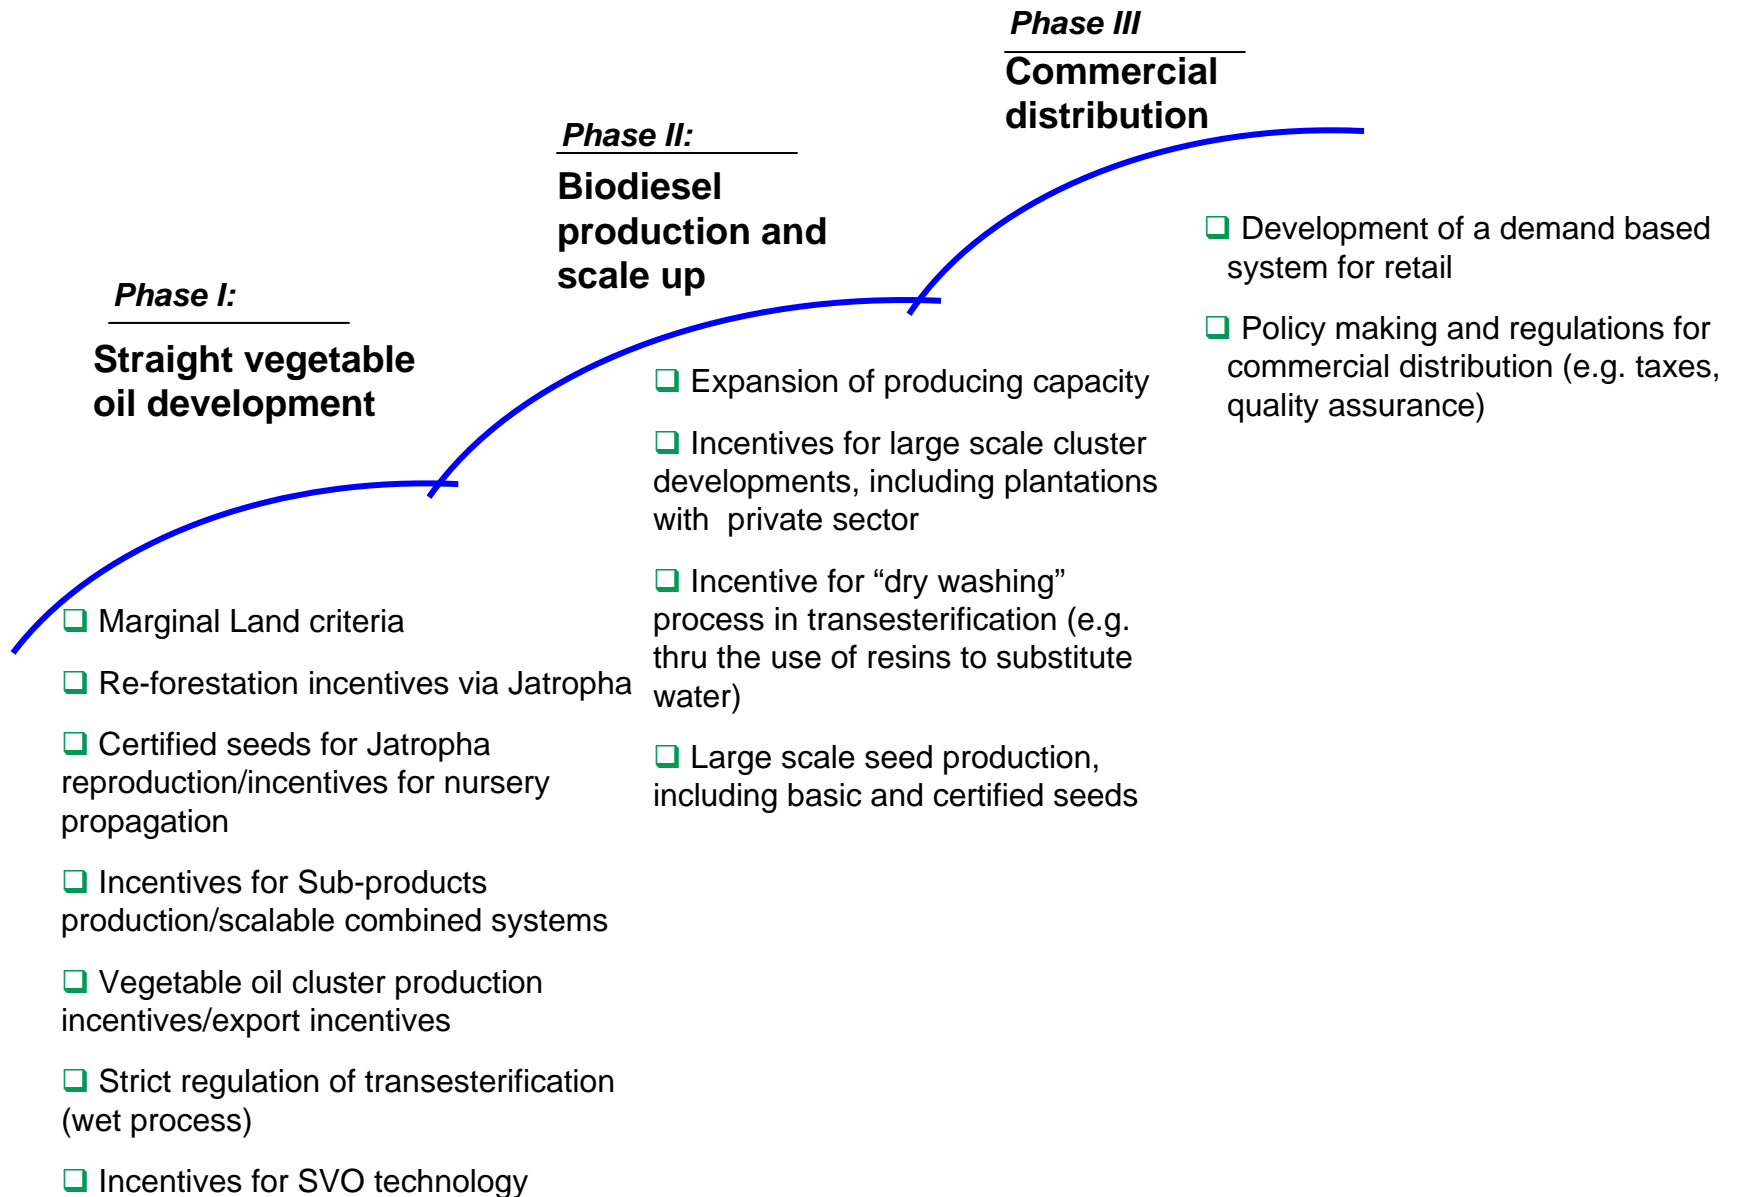 Phase I:
Straight vegetable
oil development
❑ Marginal Land criteria
❑ Re-forestation incentives via Jatropha
❑ Certified seeds for Jatropha
reproduction/incentives for nursery
propagation
❑ Incentives for Sub-products
production/scalable combined systems
❑ Vegetable oil cluster production
incentives/export incentives
❑ Strict regulation of transesterification
(wet process)
❑ Incentives for SVO technology
Phase II:
Biodiesel
production and
scale up
❑ Expansion of producing capacity
❑ Incentives for large scale cluster
developments, including plantations
with  private sector
❑ Incentive for “dry washing”
process in transesterification (e.g.
thru the use of resins to substitute
water)
❑ Large scale seed production,
including basic and certified seeds
Phase III
Commercial
distribution
❑ Development of a demand based
system for retail
❑ Policy making and regulations for
commercial distribution (e.g. taxes,
quality assurance)